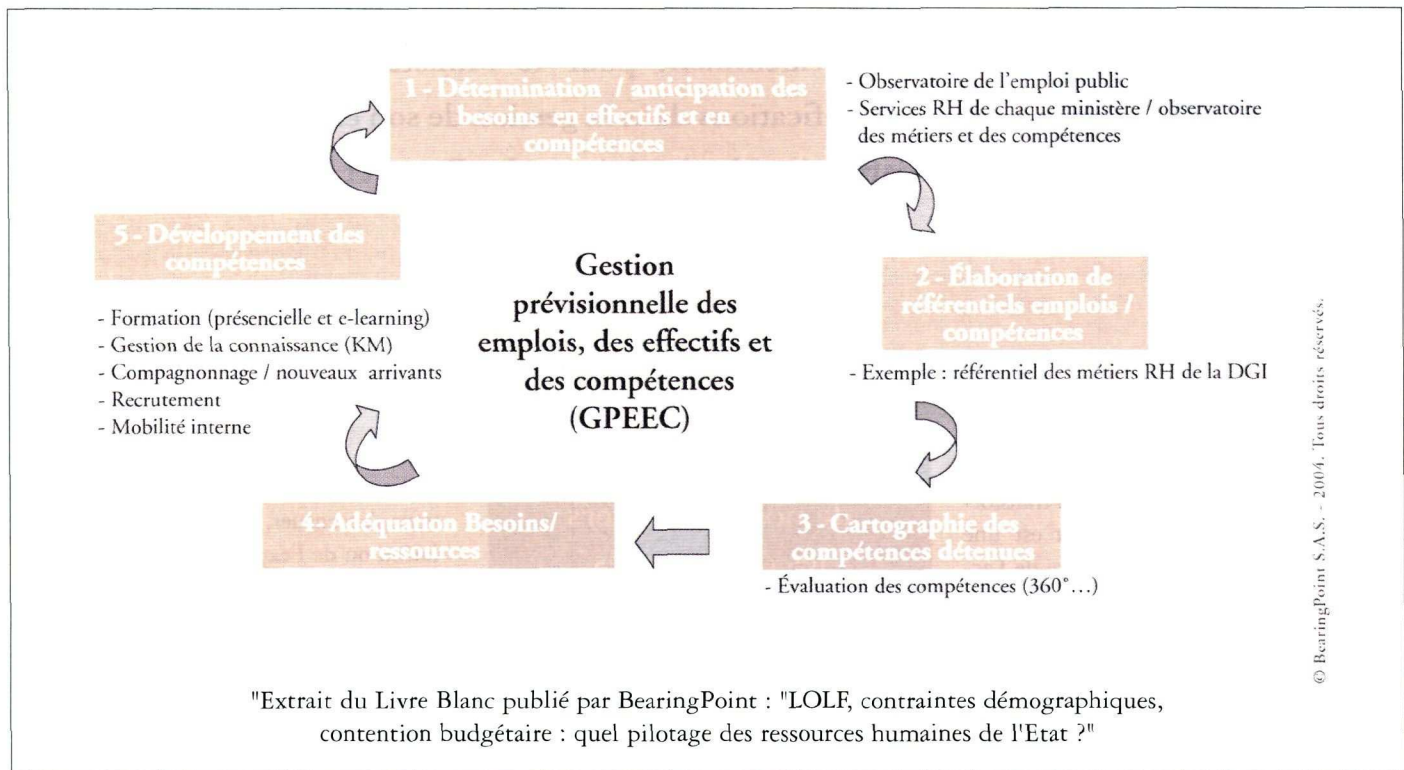 1 - Détermination / anticipation des
besoins en effectifs et en
compétences
- Observatoire de l'emploi public
- Services RH de chaque ministère / observatoire
des métiers et des compétences
5 - Développement des
compétences
- Formation (présencielle et e-learning)
- Gestion de la connaissance (KM)
- Compagnonnage / nouveaux arrivants
- Recrutement
- Mobilité interne
Gestion
prévisionnelle des
emplois, des effectifs et
des compétences
(GPEEC)
2 - Élaboration de
référentiels emplois /
compétences
- Exemple : référentiel des métiers RH de la DGI
4- Adéquation Besoins/
ressources
3 - Cartographie des
compétences détenues
- Évaluation des compétences (360°...)
© BearingPoint S.A.S. - 2004. Tous droits réservés.
"Extrait du Livre Blanc publié par BearingPoint : "LOLF, contraintes démographiques,
contention budgétaire : quel pilotage des ressources humaines de l'Etat ?"